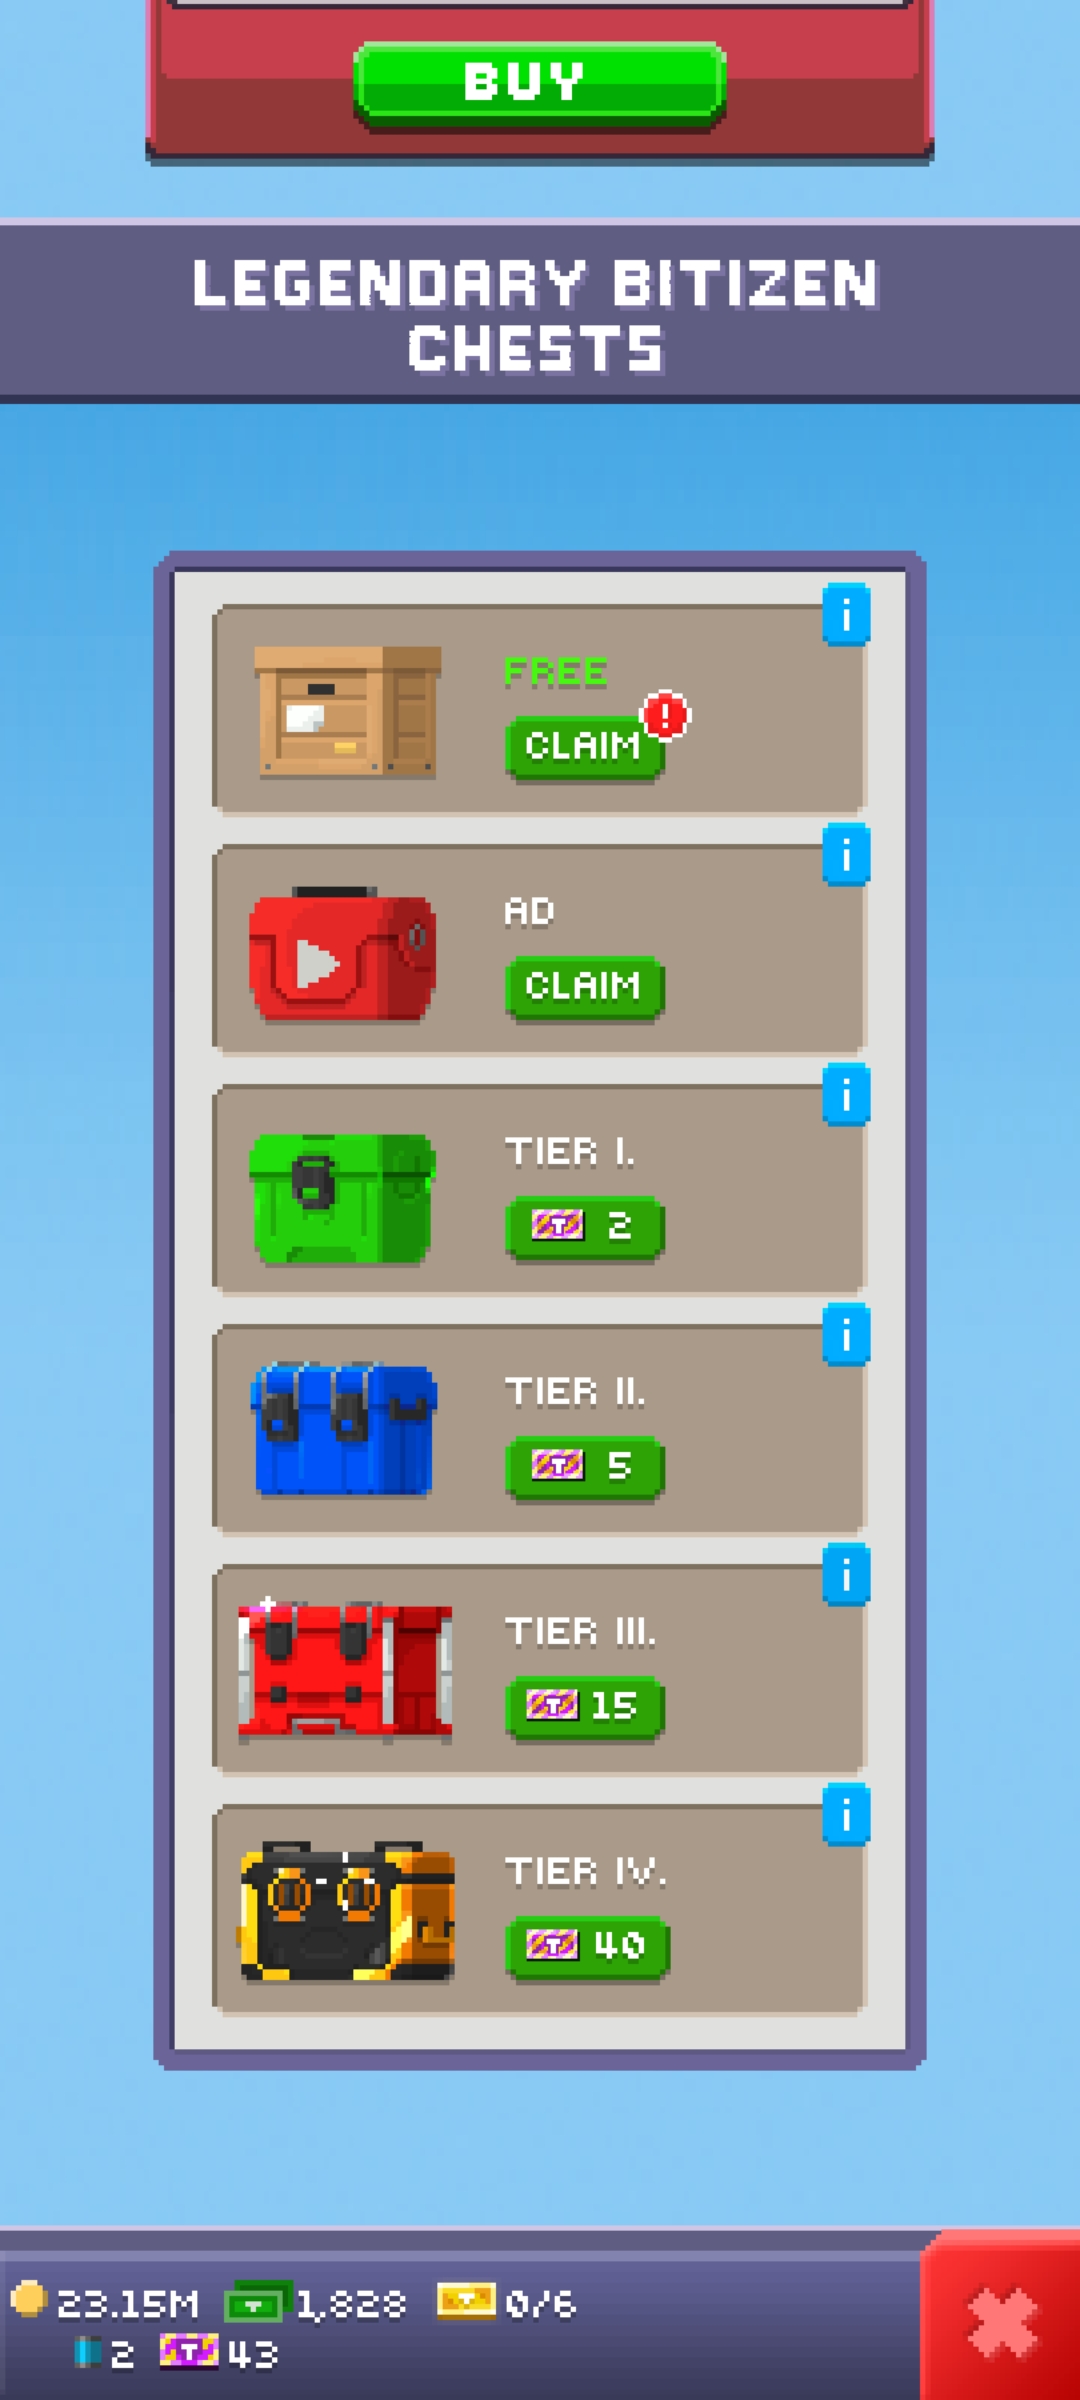 BUY
LEGENDARY BITIZEN
CHESTS
i
FREE
!
CLAIM
i
AD
CLAIM
i
TIER I.
T 2
i
TIER II.
T 5
i
TIER III.
T 15
i
TIER IV.
T 40
23.15M T 1,828 T 0/6
2 T 43